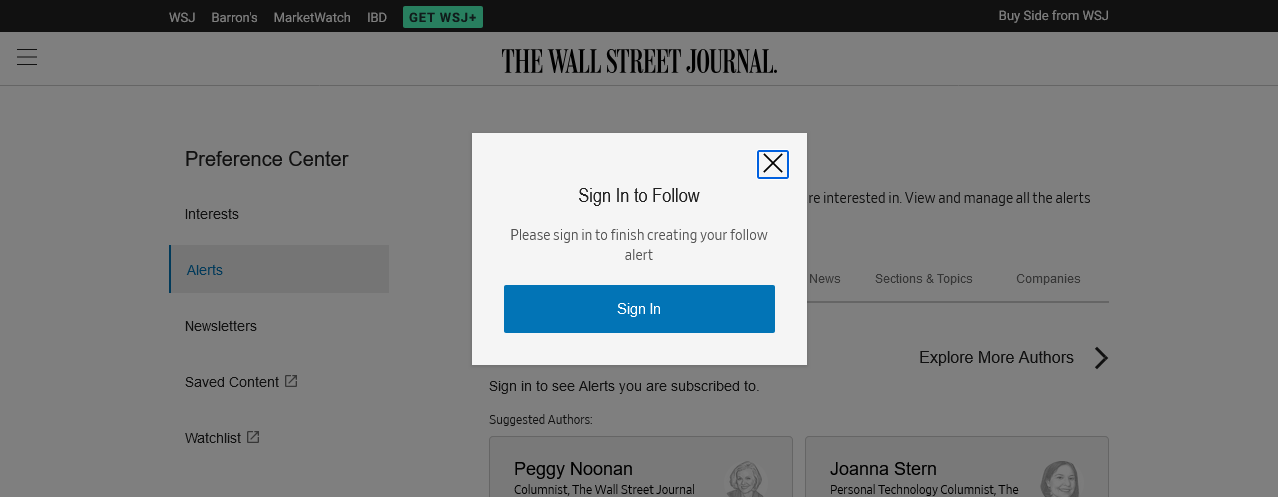 WSJ Barron's MarketWatch IBD GET WSJ+ Buy Side from WSJ
THE WALL STREET JOURNAL.
Preference Center
Interests
Alerts
Newsletters
Saved Content
Watchlist
Sign In to Follow
Please sign in to finish creating your follow
alert
Sign In
re interested in. View and manage all the alerts
News Sections & Topics Companies
Explore More Authors
Sign in to see Alerts you are subscribed to.
Suggested Authors:
Peggy Noonan
Columnist, The Wall Street Journal
Joanna Stern
Personal Technology Columnist, The